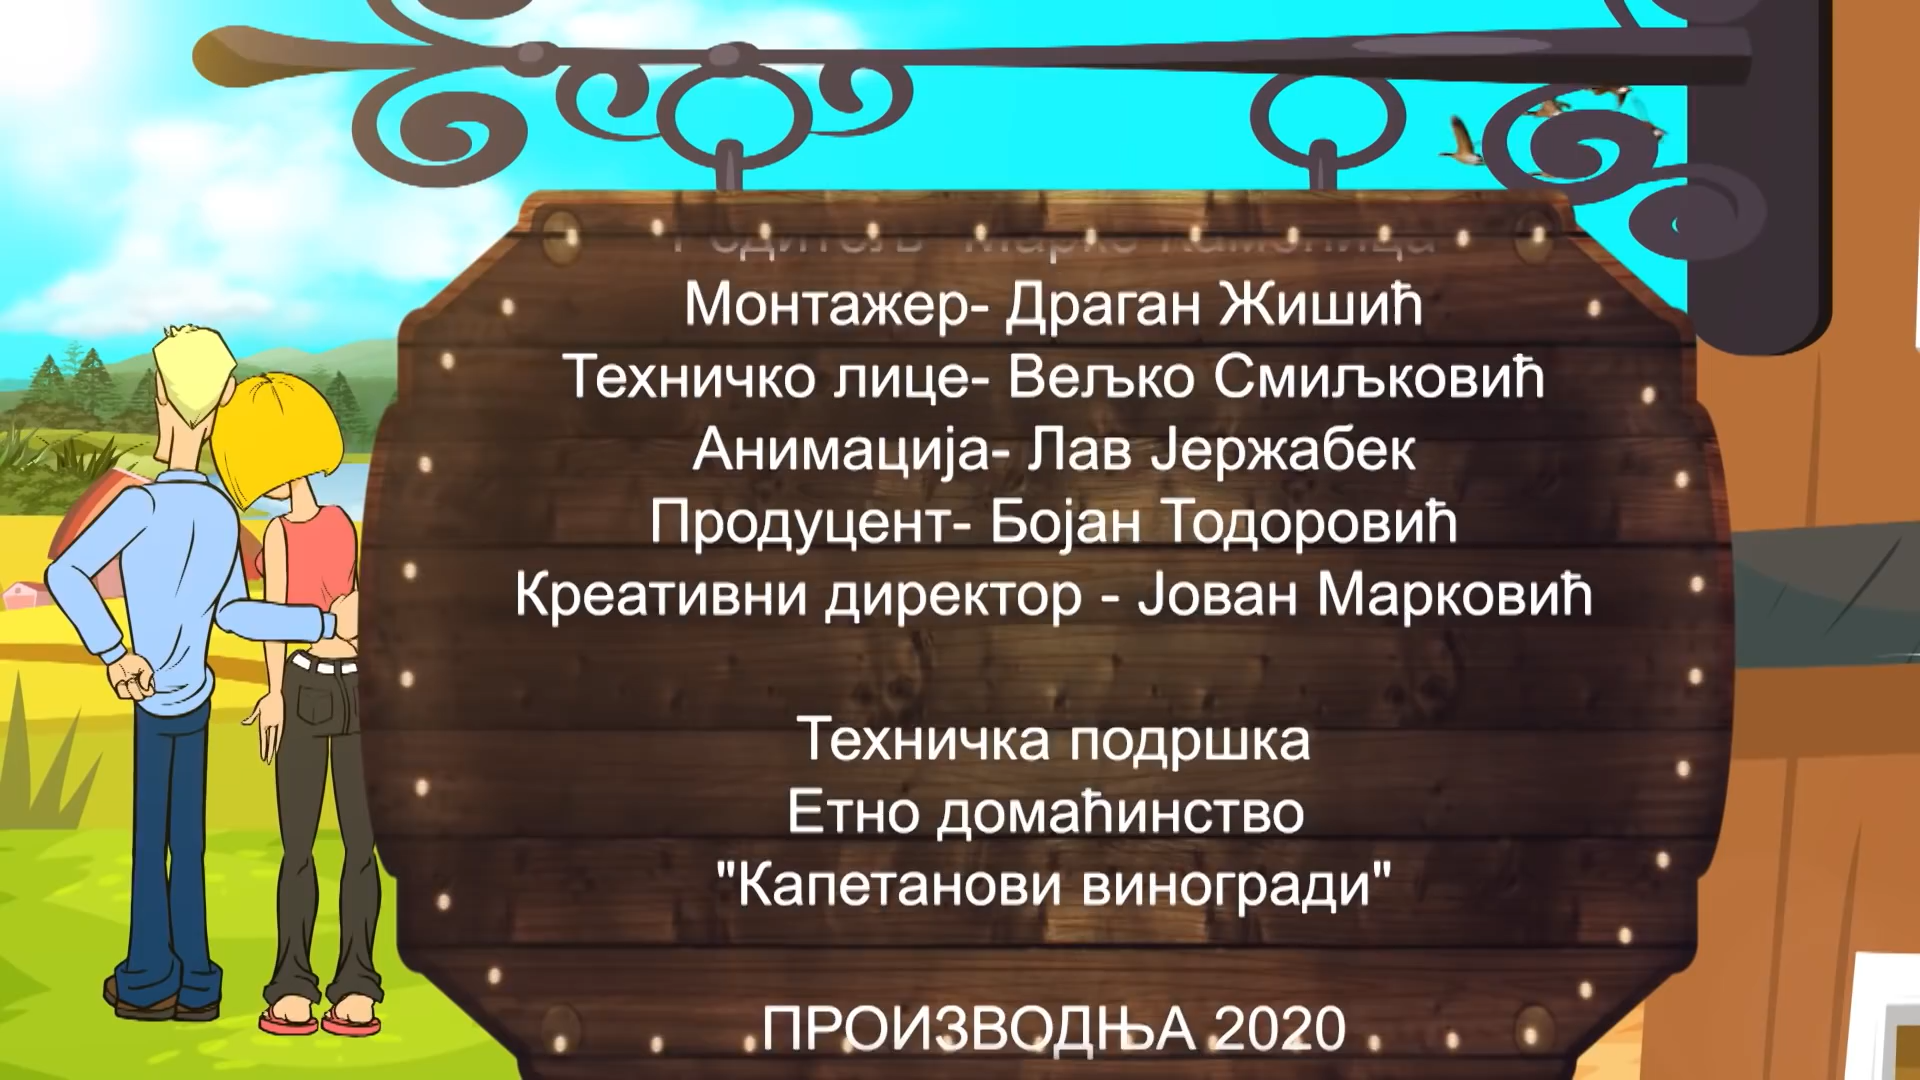 Монтажер- Драган Жишић
Техничко лице- Вељко Смиљковић
Анимација- Лав Јержабек
Продуцент- Бојан Тодоровић
Креативни директор - Јован Марковић
Техничка подршка
Етно домаћинство
"Капетанови виногради"
ПРОИЗВОДЊА 2020